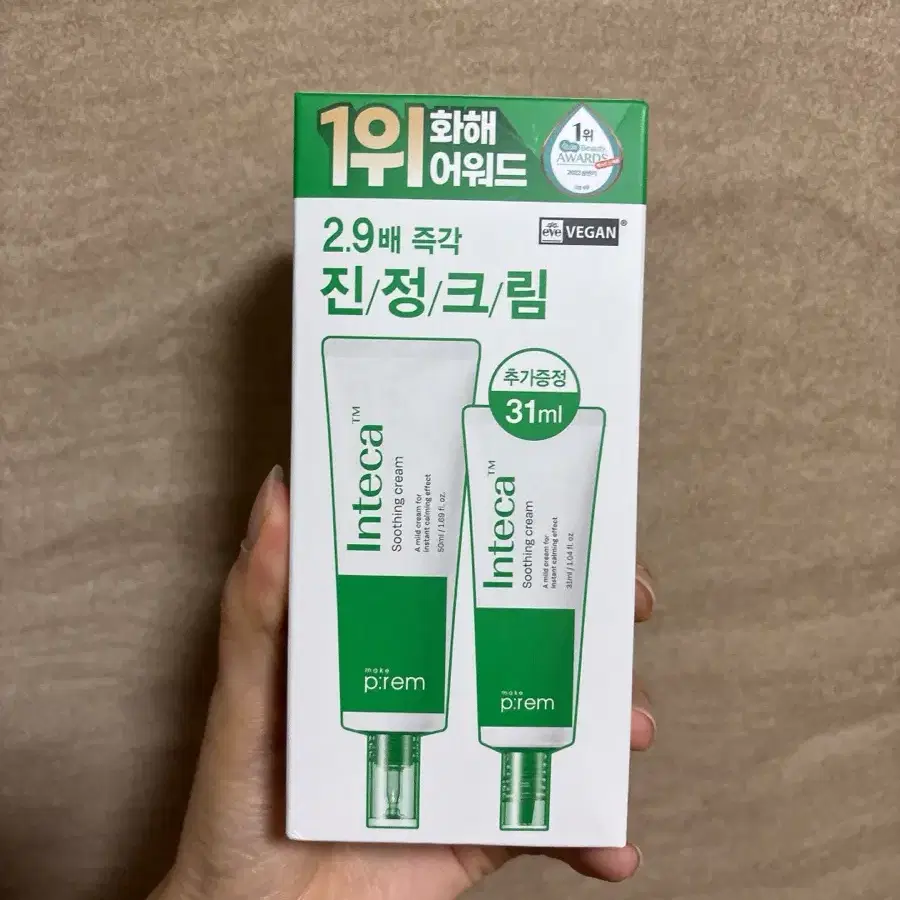 1위 화해
어워드
1위
Beauty
AWARDS
2.9배 즉각
진/정/크/림
eve VEGAN®
추가증정
31ml
Inteca™
Soothing cream
A mild cream for
instant calming effect
50ml / 1.69 fl. oz.
make
p:rem
Inteca™
Soothing cream
A mild cream for
instant calming effect
31ml / 1.04 fl. oz.
make
p:rem